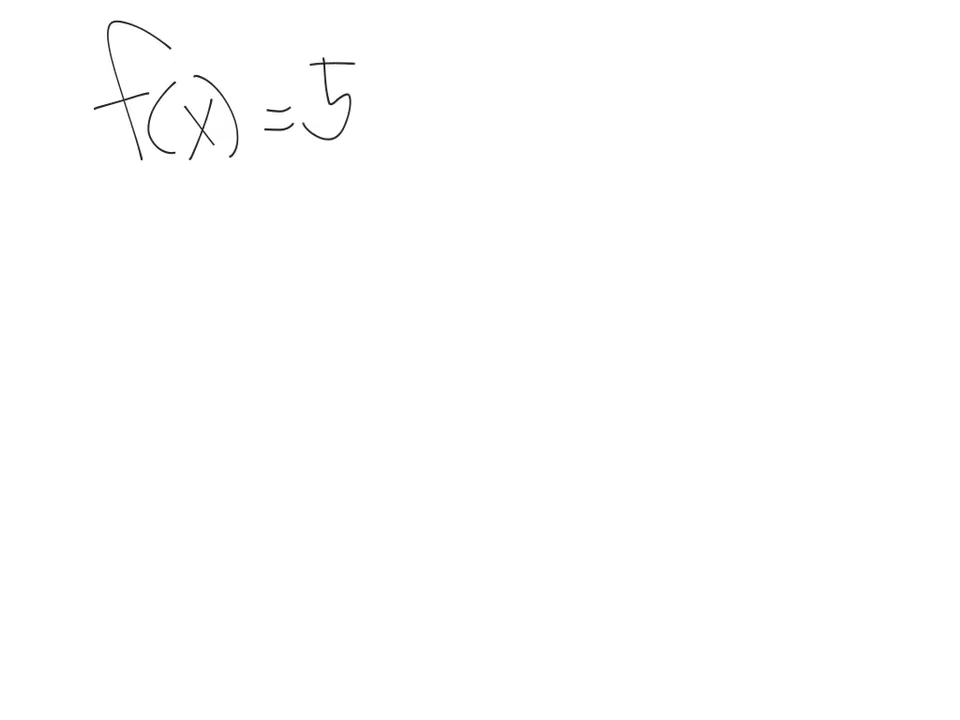 f(x) = 5